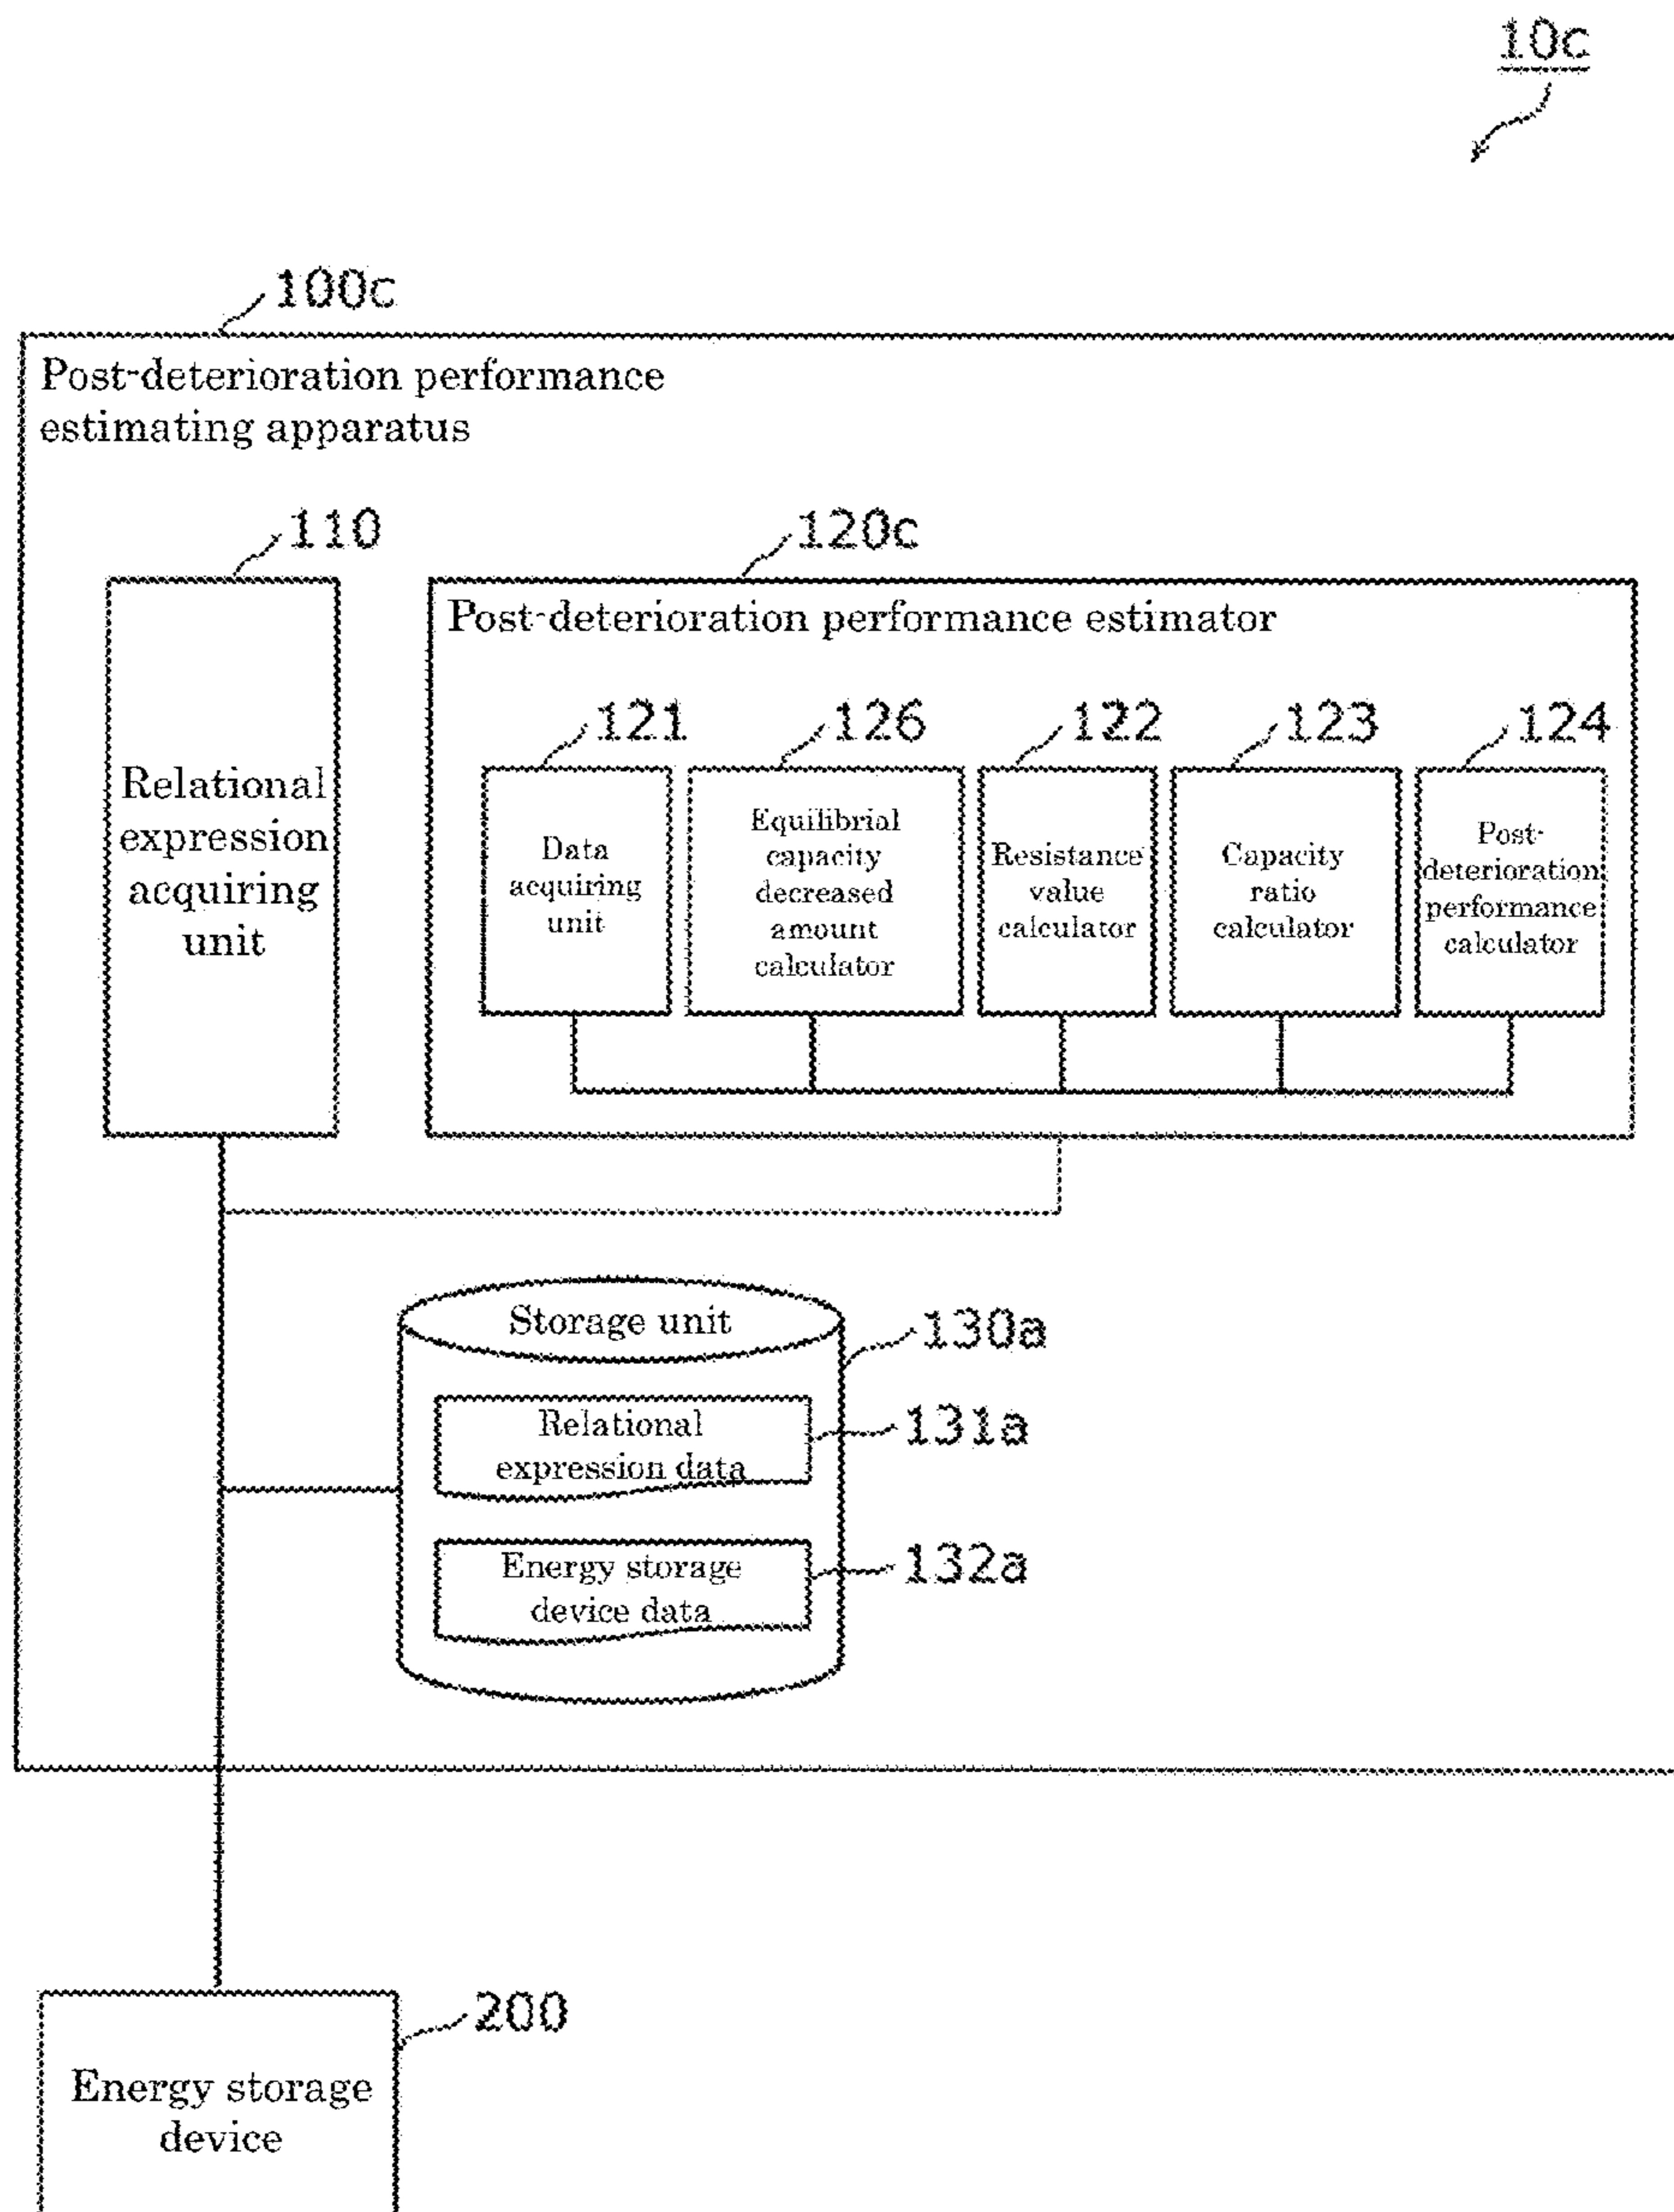 10c
100c
Post-deterioration performance
estimating apparatus
110
120c
Relational
expression
acquiring
unit
Post-deterioration performance estimator
121
126
122
123
124
Data
acquiring
unit
Equilibrial
capacity
decreased
amount
calculator
Resistance
value
calculator
Capacity
ratio
calculator
Post-
deterioration
performance
calculator
Storage unit
130a
Relational
expression data
131a
Energy storage
device data
132a
200
Energy storage
device